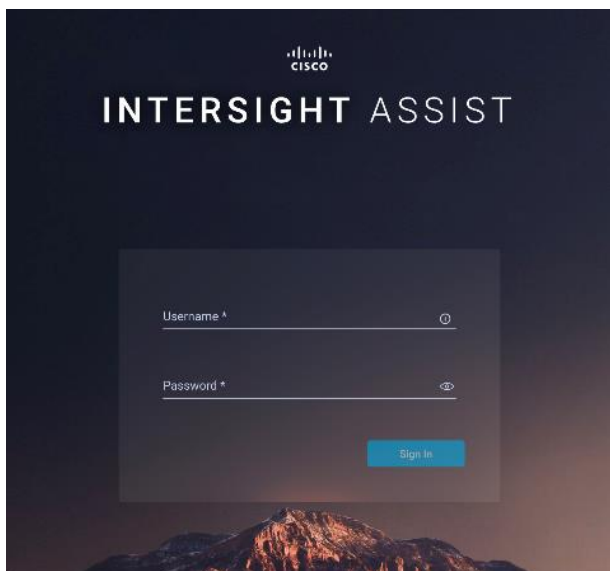 CISCO
INTERSIGHT ASSIST
Username *
Password *
Sign In